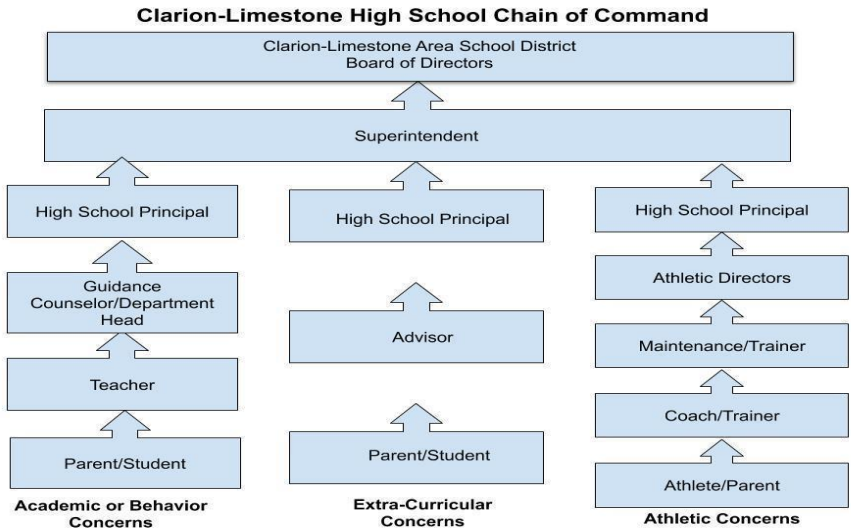 Clarion-Limestone High School Chain of Command
Clarion-Limestone Area School District
Board of Directors
Superintendent
High School Principal
Guidance
Counselor/Department
Head
Teacher
Parent/Student
Academic or Behavior
Concerns
High School Principal
Advisor
Parent/Student
Extra-Curricular
Concerns
High School Principal
Athletic Directors
Maintenance/Trainer
Coach/Trainer
Athlete/Parent
Athletic Concerns